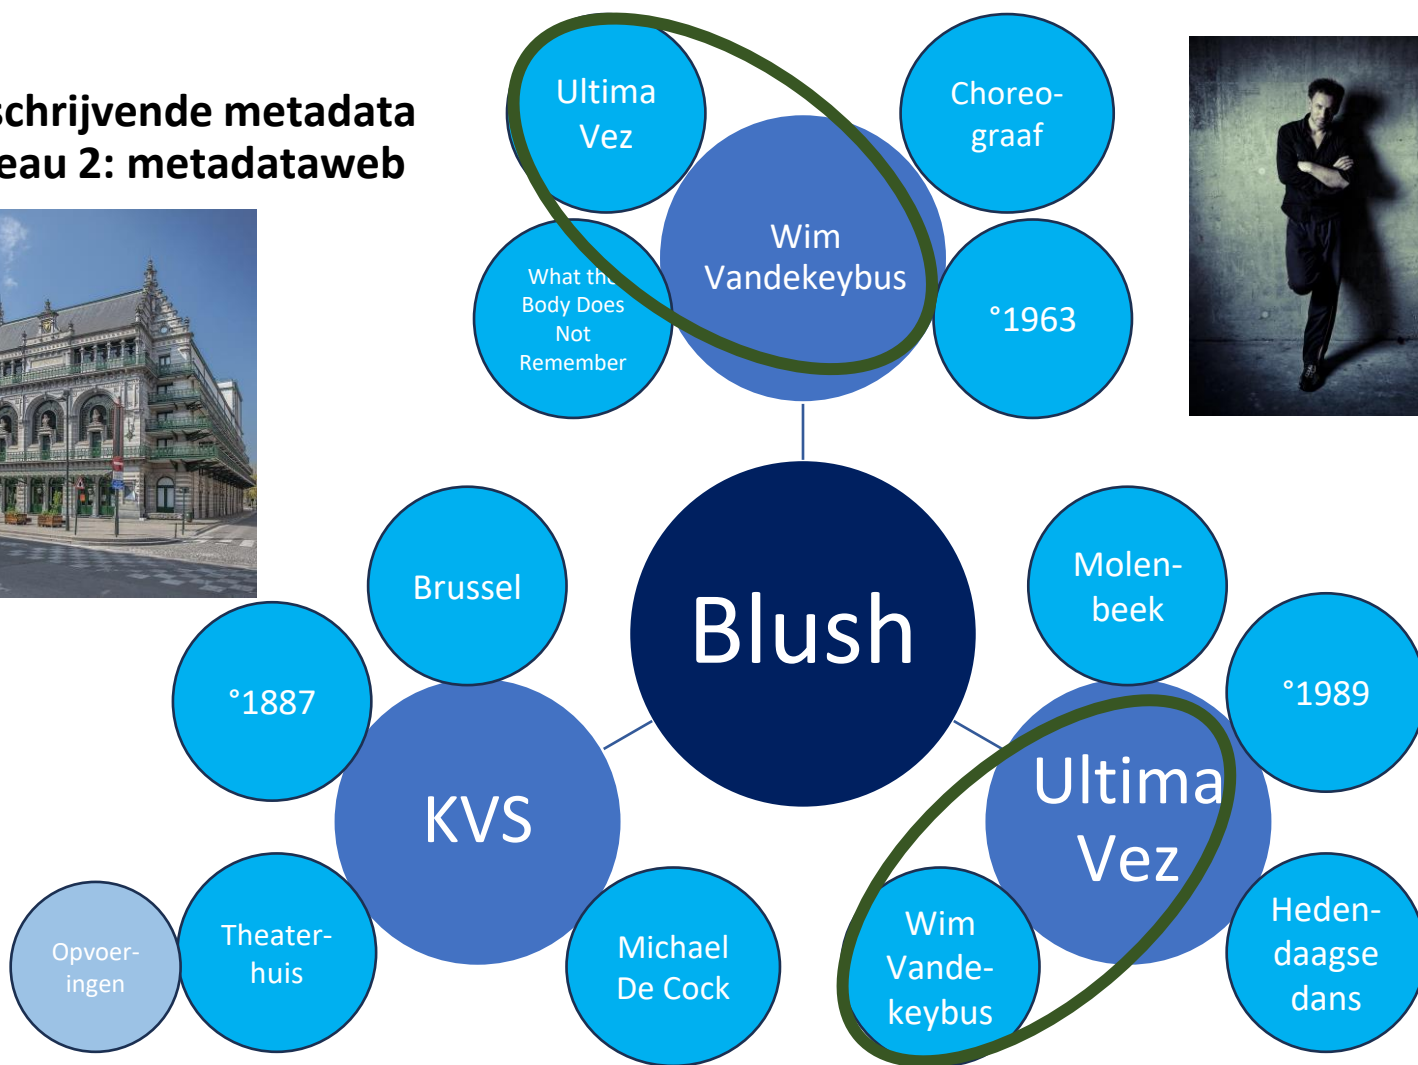 schrijvende metadata
eau 2: metadataweb
Ultima
Vez
Choreo-
graaf
Wim
Vandekeybus
What the
Body Does
Not
Remember
°1963
Blush
Brussel
°1887
KVS
Theater-
huis
Opvoer-
ingen
Michael
De Cock
Molen-
beek
°1989
Ultima
Vez
Wim
Vande-
keybus
Heden-
daagse
dans